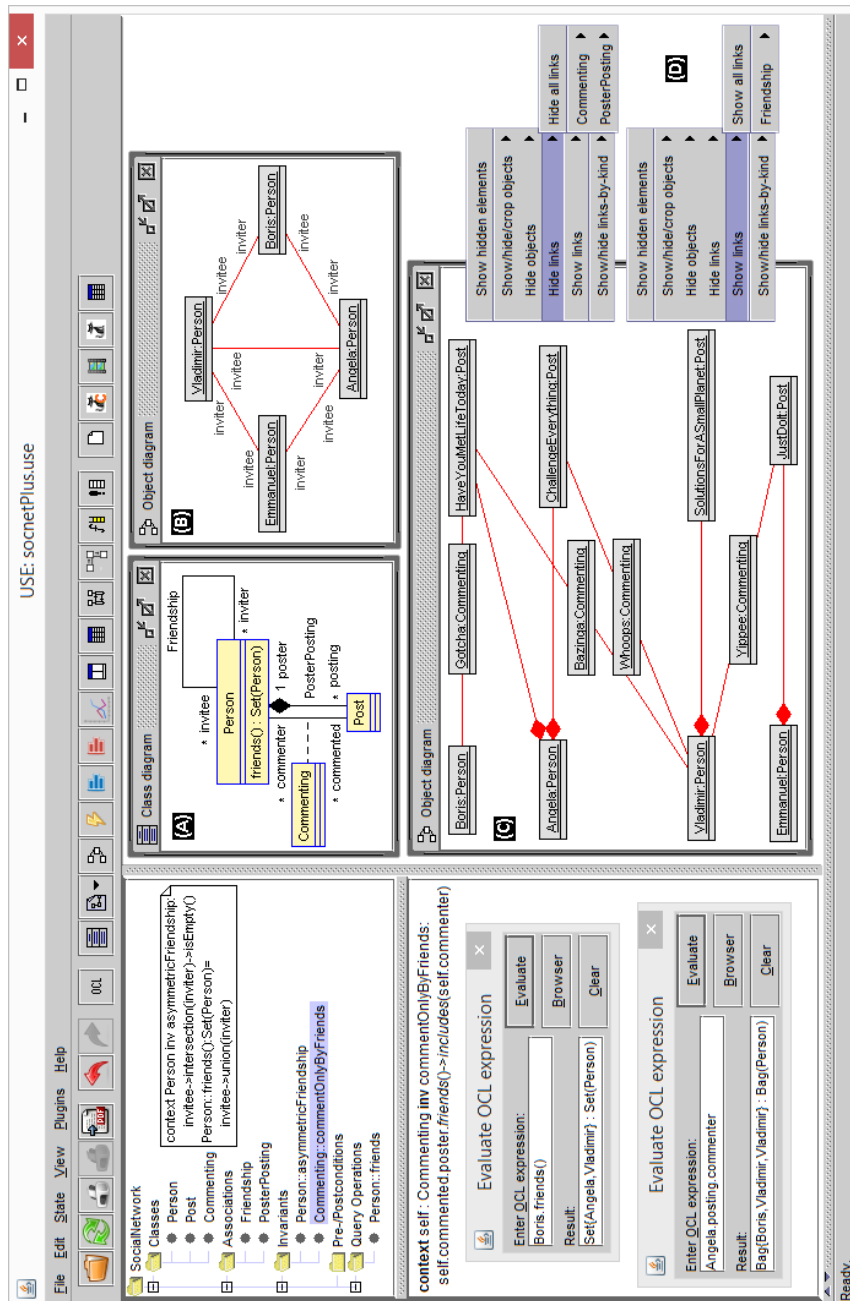 USE: socnetPlus.use
File Edit State View Plugins Help
OCL
SocialNetwork
Classes
Person
Post
Commenting
Associations
Friendship
PosterPosting
Invariants
Person::asymmetricFriendship
Commenting::commentOnlyByFriends
Pre-/Postconditions
Query Operations
Person::friends
context Person inv asymmetricFriendship:
invitee->intersection(inviter)->isEmpty()
Person::friends():Set(Person)=
invitee->union(inviter)
context self : Commenting inv commentOnlyByFriends:
self.commented.poster.friends()->includes(self.commenter)
Evaluate OCL expression
Enter OCL expression:
Boris.friends()
Result:
Set{Angela,Vladimir} : Set(Person)
Evaluate
Browser
Clear
Evaluate OCL expression
Enter OCL expression:
Angela.posting.commenter
Result:
Bag{Boris,Vladimir,Vladimir} : Bag(Person)
Evaluate
Browser
Clear
Class diagram
(A)
Friendship
* invitee
* inviter
Person
friends() : Set(Person)
1 poster
* commenter
PosterPosting
Commenting
* commented
* posting
Post
Object diagram
(B)
Vladimir:Person
invitee
inviter
invitee
inviter
invitee
Emmanuel:Person
Boris:Person
inviter
invitee
inviter
invitee
Angela:Person
Object diagram
(C)
Boris:Person
Gotcha:Commenting
HaveYouMetLifeToday:Post
Angela:Person
ChallengeEverything:Post
Bazinga:Commenting
Whoops:Commenting
Vladimir:Person
SolutionsForASmallPlanet:Post
Yippee:Commenting
Emmanuel:Person
JustDoIt:Post
Show hidden elements
Show/hide/crop objects
Hide objects
Hide links
Show links
Show/hide links-by-kind
Hide all links
Commenting
PosterPosting
(D)
Show hidden elements
Show/hide/crop objects
Hide objects
Hide links
Show links
Show/hide links-by-kind
Show all links
Friendship
Ready.